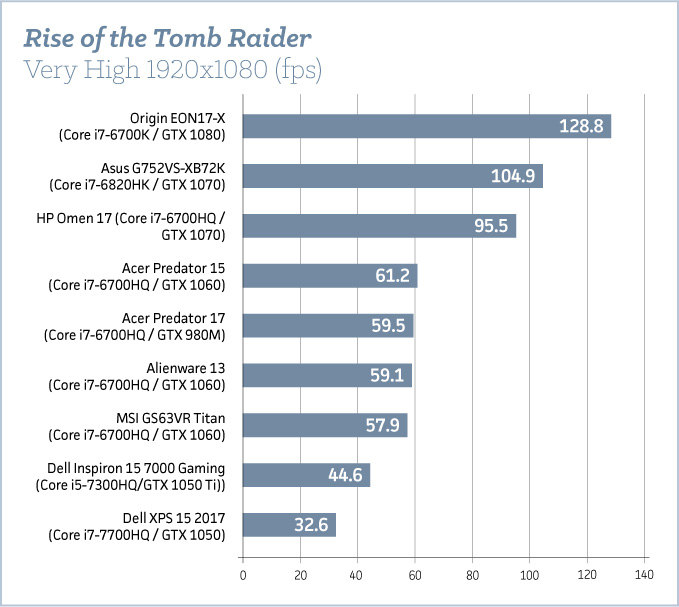 Rise of the Tomb Raider
Very High 1920x1080 (fps)
Origin EON17-X
(Core i7-6700K / GTX 1080)
128.8
Asus G752VS-XB72K
(Core i7-6820HK / GTX 1070)
104.9
HP Omen 17 (Core i7-6700HQ /
GTX 1070)
95.5
Acer Predator 15
(Core i7-6700HQ / GTX 1060)
61.2
Acer Predator 17
(Core i7-6700HQ / GTX 980M)
59.5
Alienware 13
(Core i7-6700HQ / GTX 1060)
59.1
MSI GS63VR Titan
(Core i7-6700HQ / GTX 1060)
57.9
Dell Inspiron 15 7000 Gaming
(Core i5-7300HQ/GTX 1050 Ti))
44.6
Dell XPS 15 2017
(Core i7-7700HQ / GTX 1050)
32.6
0 20 40 60 80 100 120 140